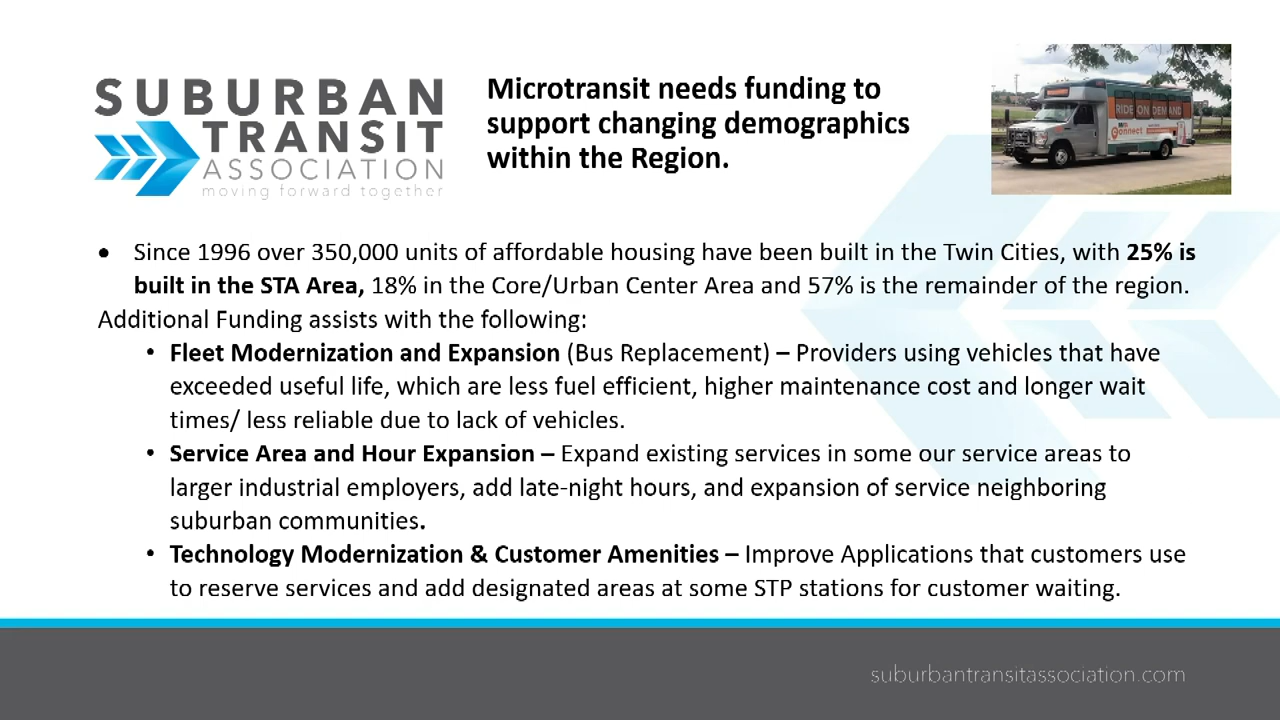 SUBURBAN
TRANSIT
ASSOCIATION
moving forward together
Microtransit needs funding to
support changing demographics
within the Region.
RIDE ON DEMAND
Connect
• Since 1996 over 350,000 units of affordable housing have been built in the Twin Cities, with 25% is
built in the STA Area, 18% in the Core/Urban Center Area and 57% is the remainder of the region.
Additional Funding assists with the following:
• Fleet Modernization and Expansion (Bus Replacement) – Providers using vehicles that have
exceeded useful life, which are less fuel efficient, higher maintenance cost and longer wait
times/ less reliable due to lack of vehicles.
• Service Area and Hour Expansion – Expand existing services in some our service areas to
larger industrial employers, add late-night hours, and expansion of service neighboring
suburban communities.
• Technology Modernization & Customer Amenities – Improve Applications that customers use
to reserve services and add designated areas at some STP stations for customer waiting.
suburbantransitassociation.com